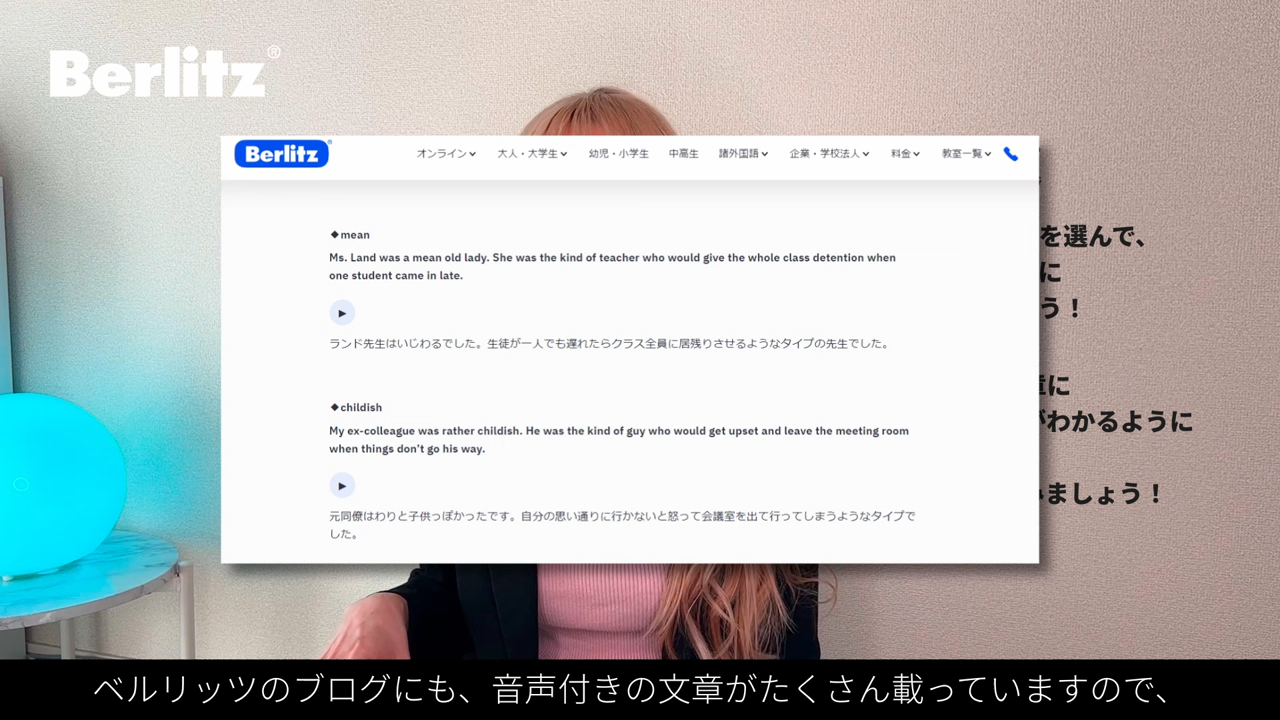 Berlitz®
Berlitz®
オンライン 大人・大学生 幼児・小学生 中高生 諸外国語 企業・学校法人 料金 教室一覧
◆mean
Ms. Land was a mean old lady. She was the kind of teacher who would give the whole class detention when
one student came in late.
ランド先生はいじわるでした。生徒が一人でも遅れたらクラス全員に居残りさせるようなタイプの先生でした。
◆childish
My ex-colleague was rather childish. He was the kind of guy who would get upset and leave the meeting room
when things don't go his way.
元同僚はわりと子供っぽかったです。自分の思い通りに行かないと怒って会議室を出て行ってしまうようなタイプで
した。
を選んで、
に
う！
に
がわかるように
ましょう！
ベルリッツのブログにも、音声付きの文章がたくさん載っていますので、